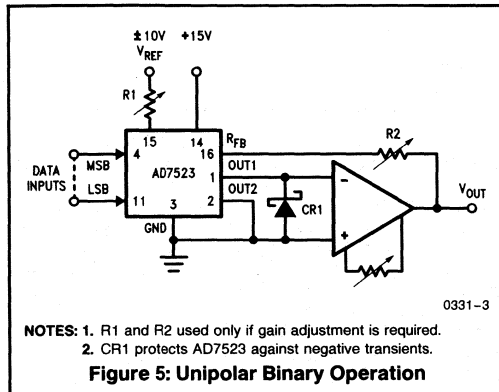 ±10V
VREF
+15V
R1
15
14
RFB
R2
MSB
4
16
OUT1
DATA
INPUTS
AD7523
1
−
VOUT
OUT2
LSB
11
3
2
CR1
GND
+
0331–3
NOTES: 1. R1 and R2 used only if gain adjustment is required.
2. CR1 protects AD7523 against negative transients.
Figure 5: Unipolar Binary Operation